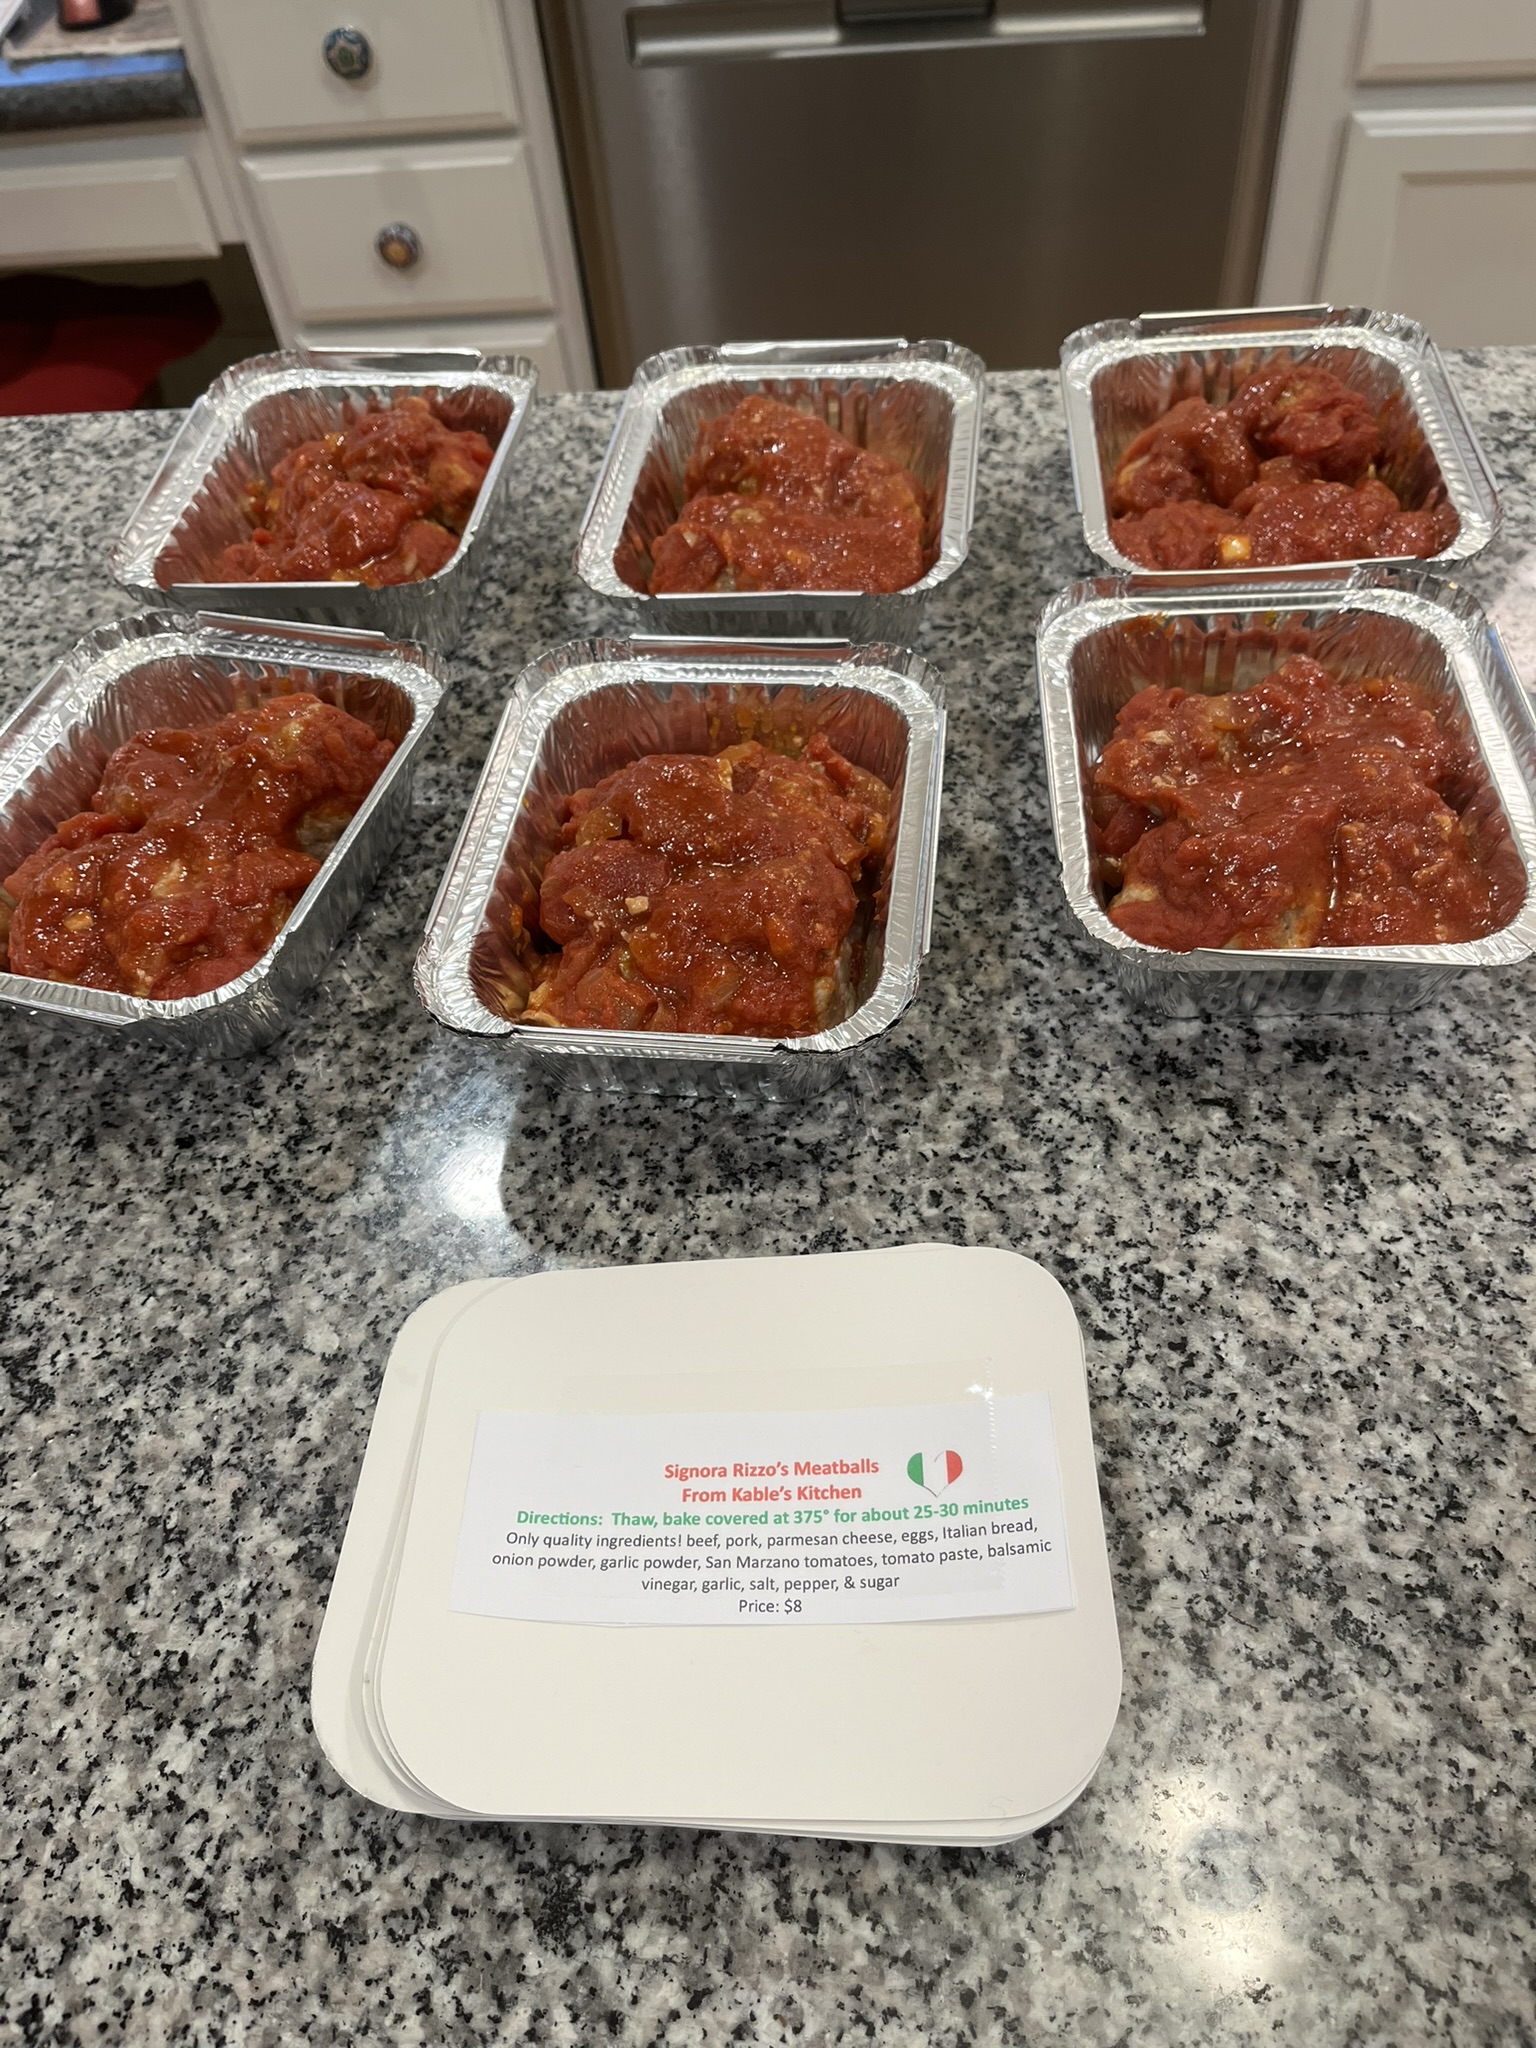 Signora Rizzo's Meatballs
From Kable's Kitchen
Directions: Thaw, bake covered at 375° for about 25-30 minutes
Only quality ingredients! beef, pork, parmesan cheese, eggs, Italian bread,
onion powder, garlic powder, San Marzano tomatoes, tomato paste, balsamic
vinegar, garlic, salt, pepper, & sugar
Price: $8